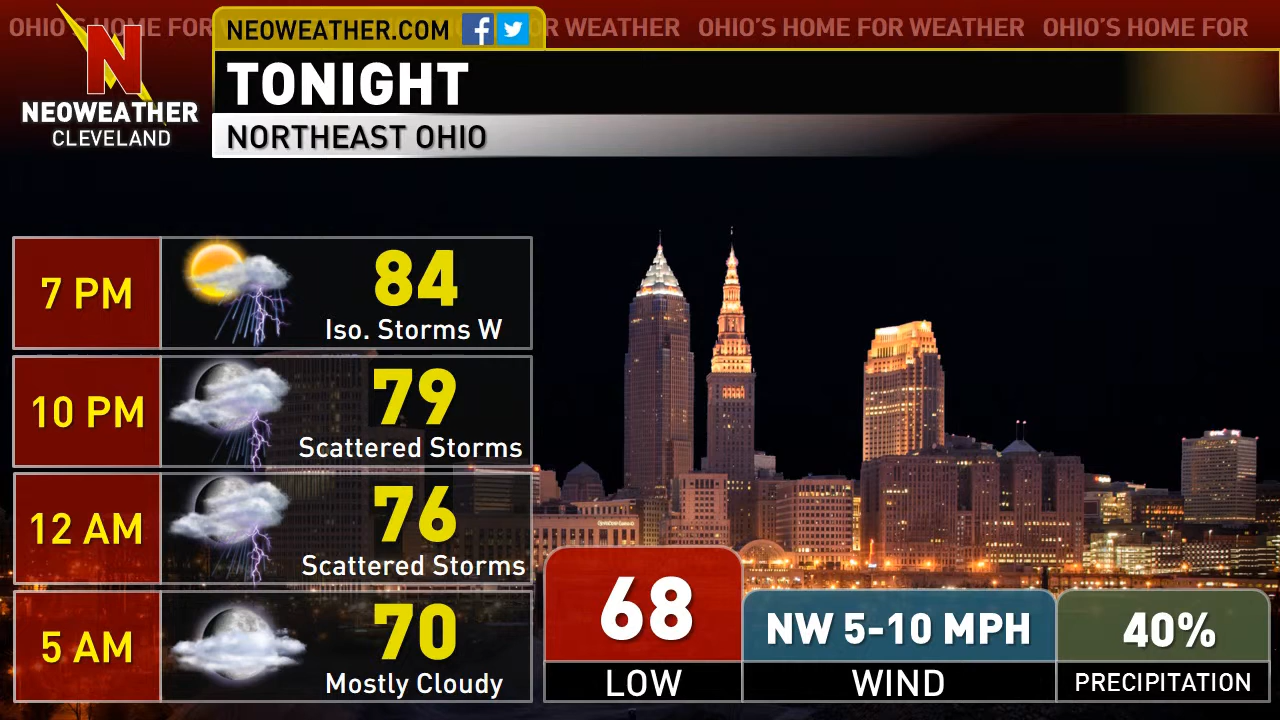 OHIO'S HOME FOR WEATHER OHIO'S HOME FOR WEATHER OHIO'S HOME FOR
N
NEOWEATHER
CLEVELAND
NEOWEATHER.COM f
TONIGHT
NORTHEAST OHIO
7 PM
84
Iso. Storms W
10 PM
79
Scattered Storms
12 AM
76
Scattered Storms
5 AM
70
Mostly Cloudy
68
LOW
NW 5-10 MPH
WIND
40%
PRECIPITATION